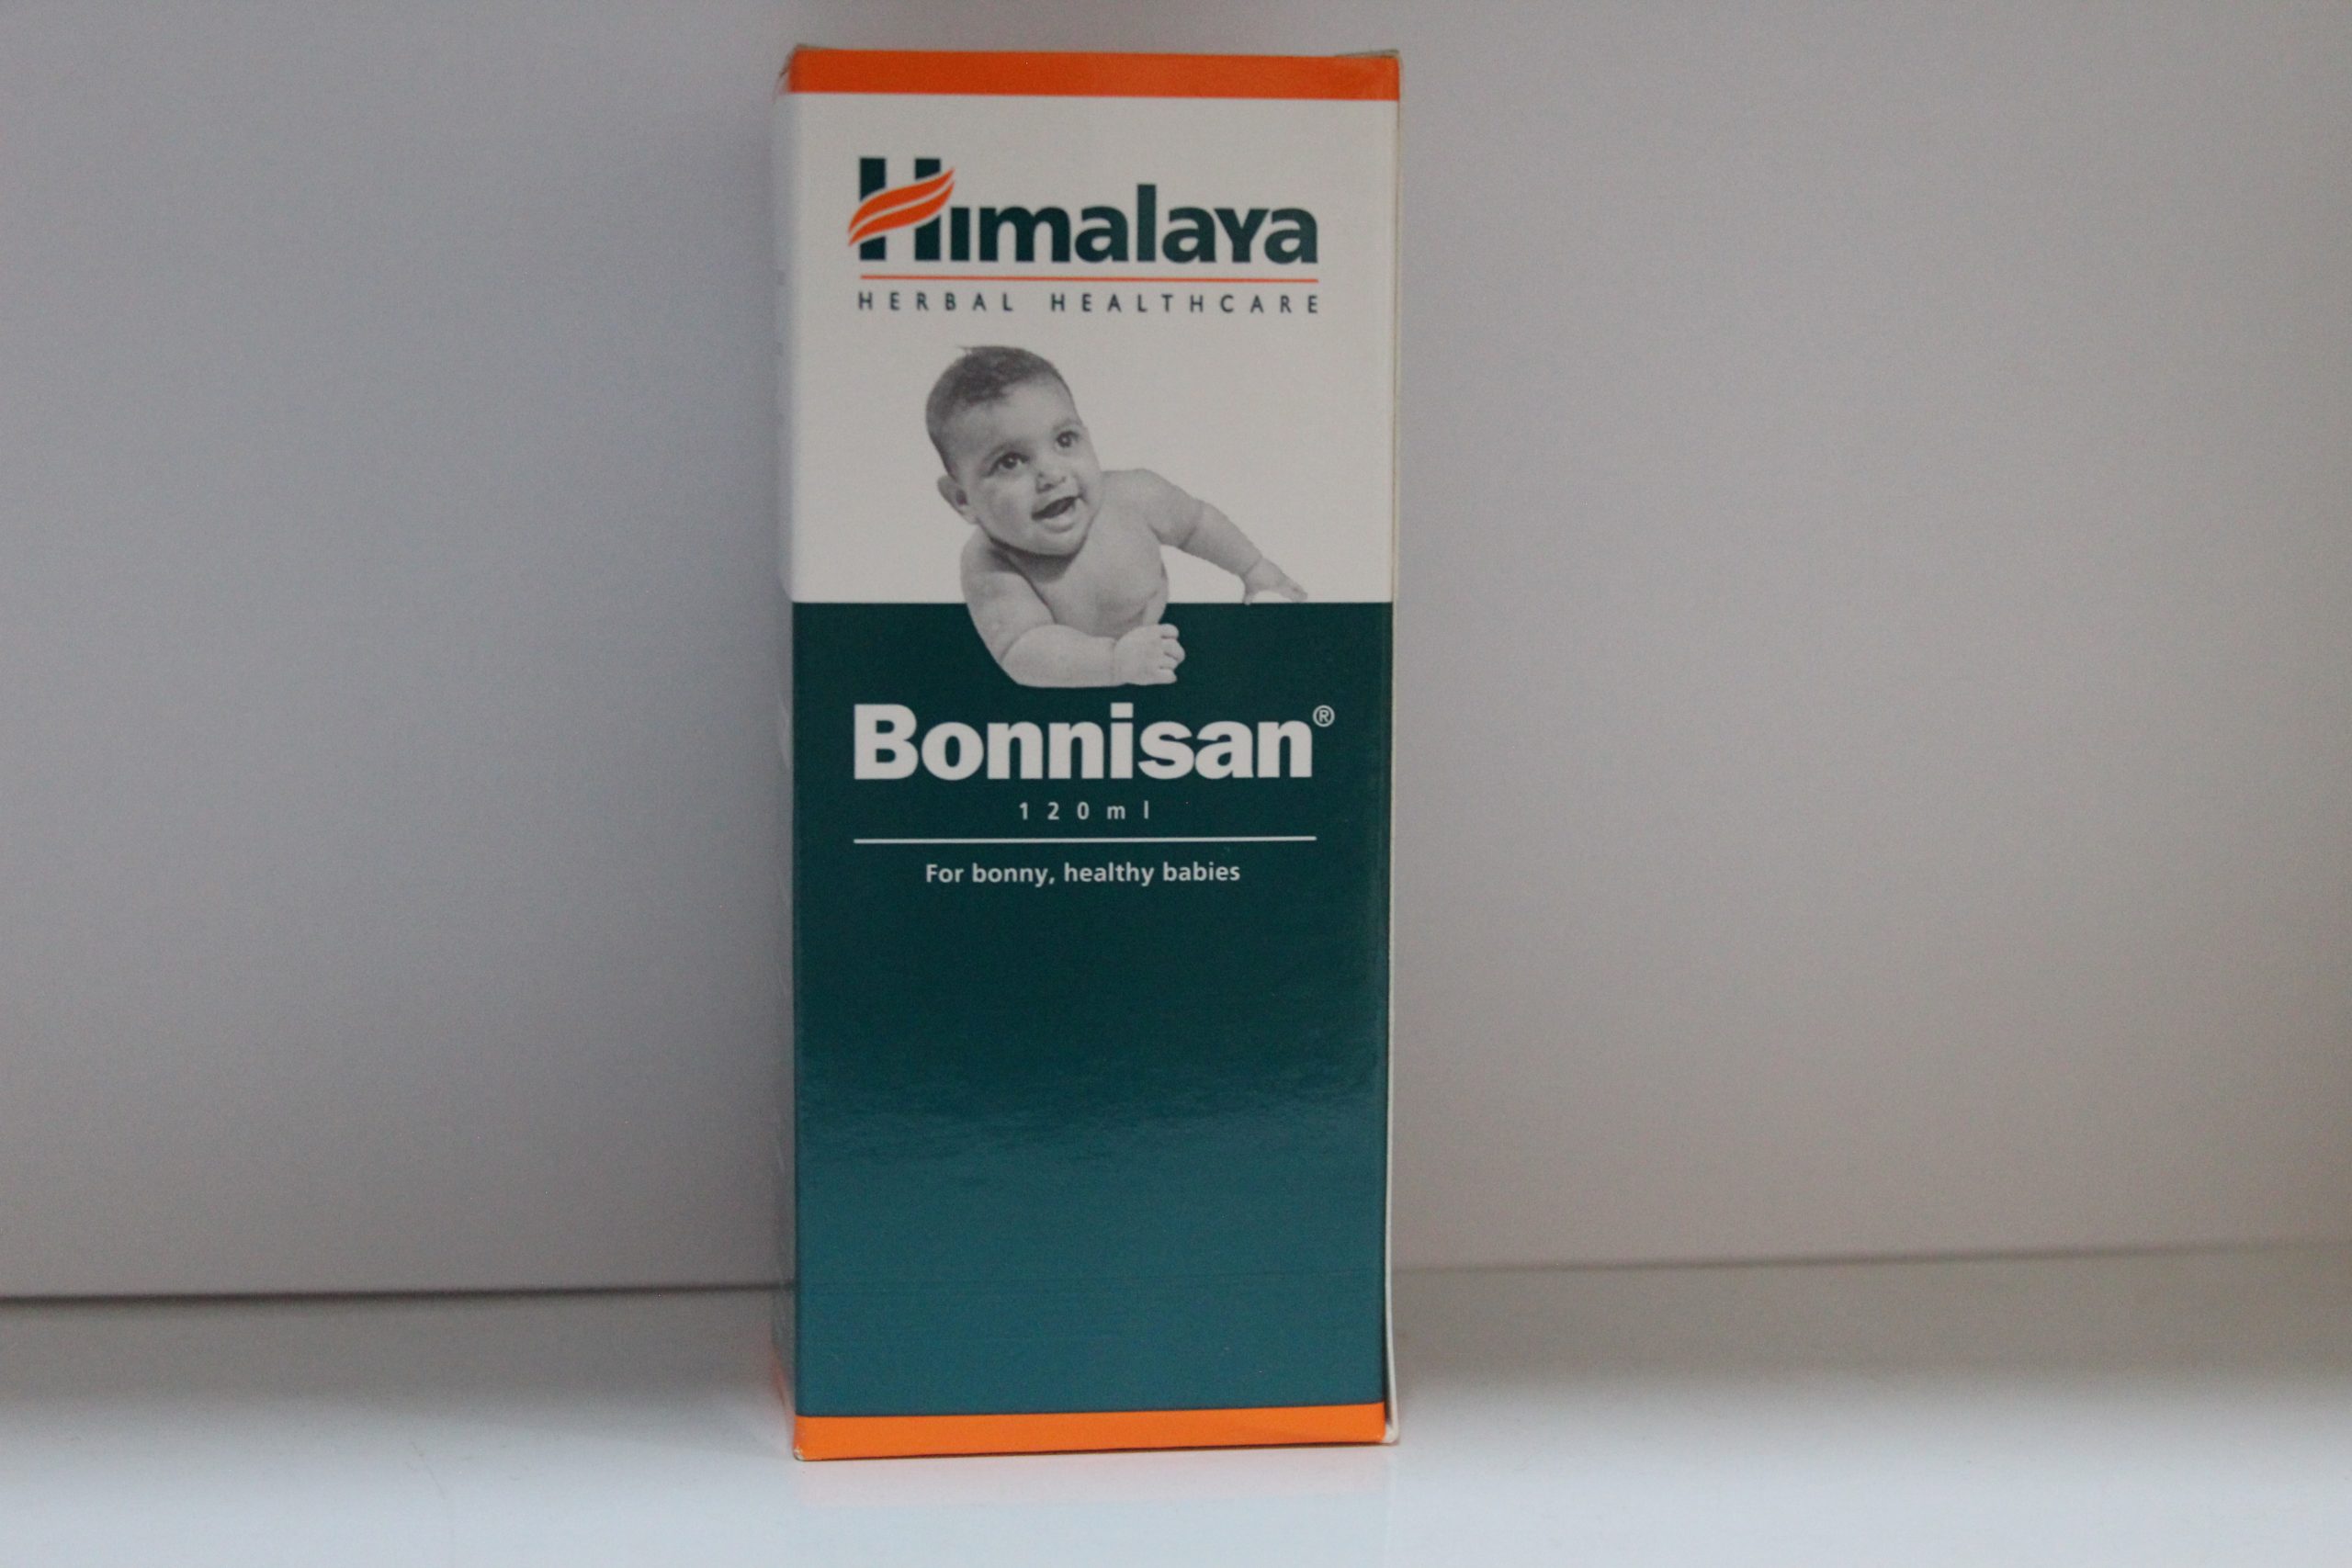 Himalaya
HERBAL HEALTHCARE
Bonnisan®
120ml
For bonny, healthy babies